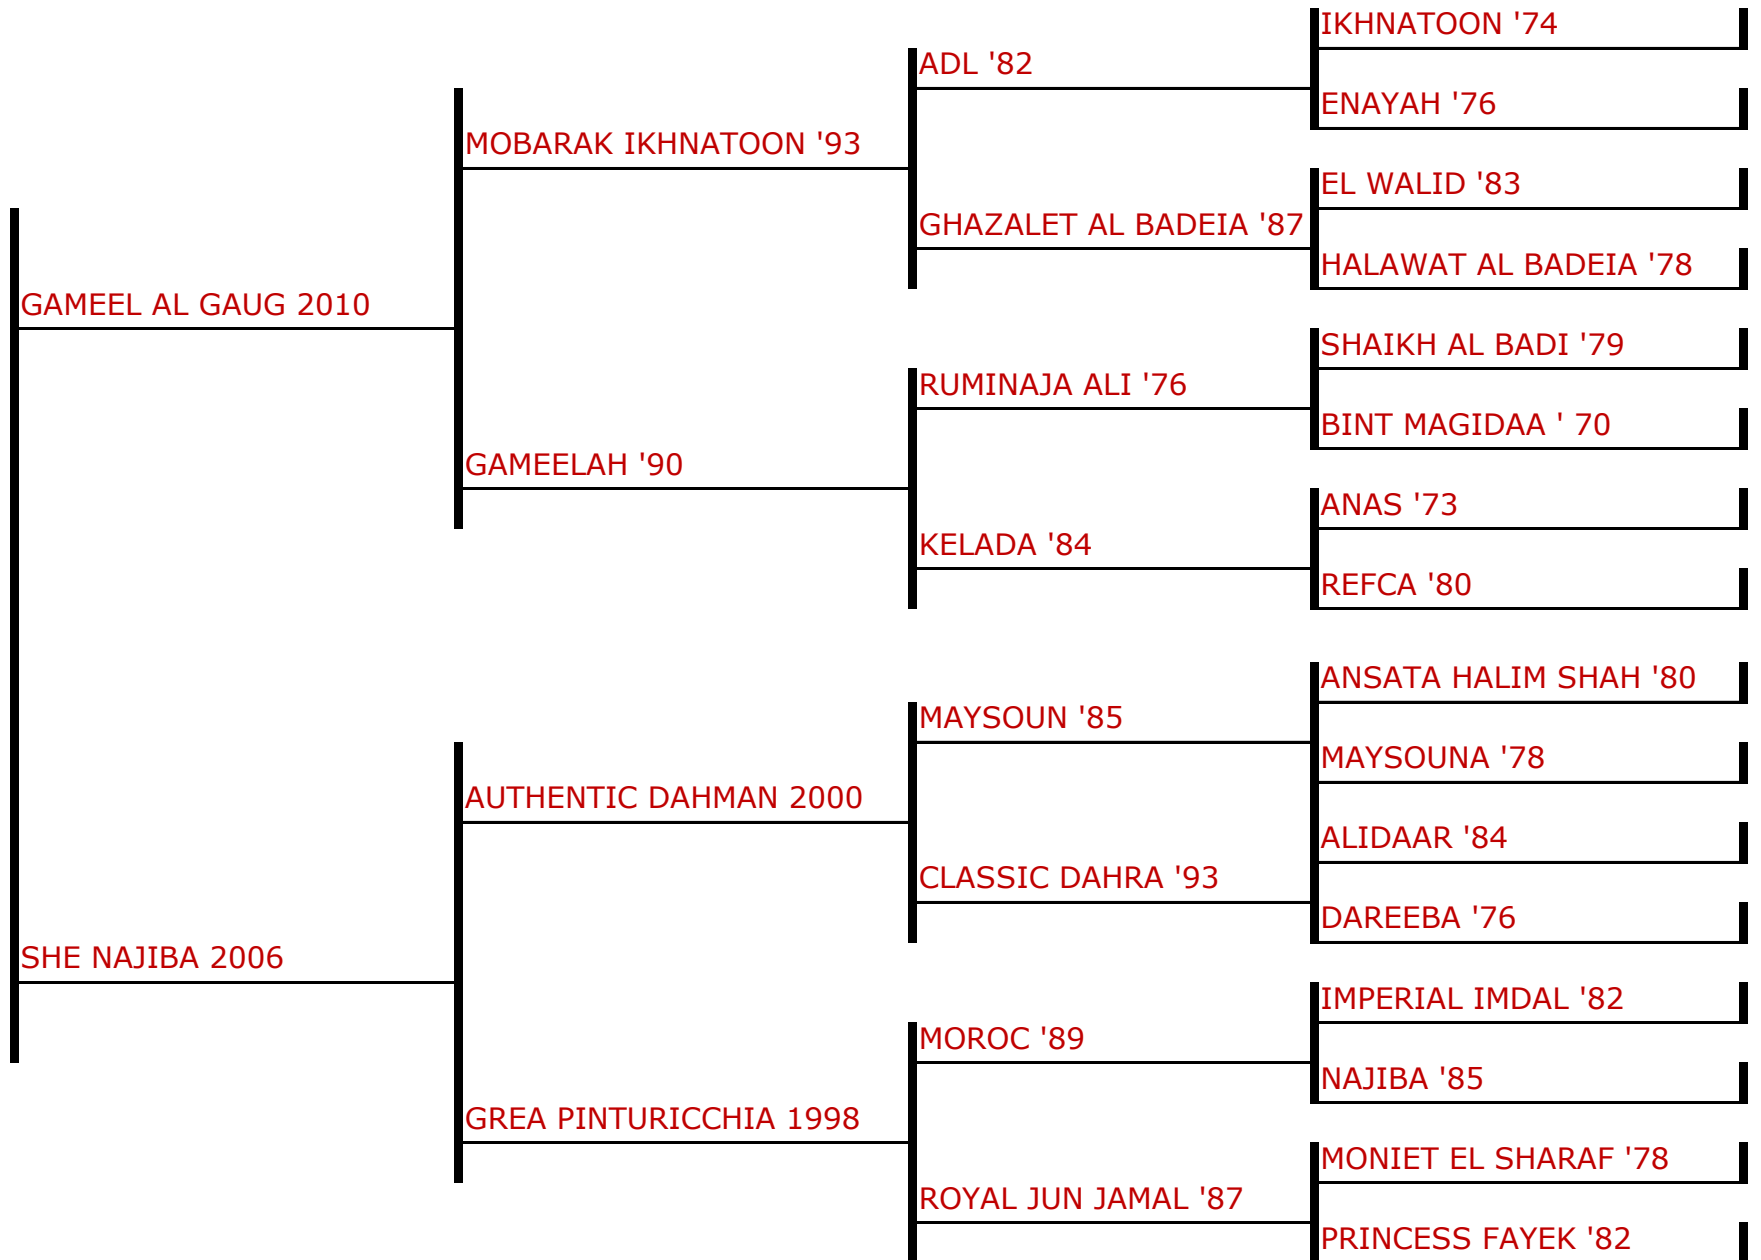 IKHNATOON '74
ADL '82
ENAYAH '76
MOBARAK IKHNATOON '93
EL WALID '83
GHAZALET AL BADEIA '87
HALAWAT AL BADEIA '78
GAMEEL AL GAUG 2010
SHAIKH AL BADI '79
RUMINAJA ALI '76
BINT MAGIDAA ' 70
GAMEELAH '90
ANAS '73
KELADA '84
REFCA '80
ANSATA HALIM SHAH '80
MAYSOUN '85
MAYSOUNA '78
AUTHENTIC DAHMAN 2000
ALIDAAR '84
CLASSIC DAHRA '93
DAREEBA '76
SHE NAJIBA 2006
IMPERIAL IMDAL '82
MOROC '89
NAJIBA '85
GREA PINTURICCHIA 1998
MONIET EL SHARAF '78
ROYAL JUN JAMAL '87
PRINCESS FAYEK '82